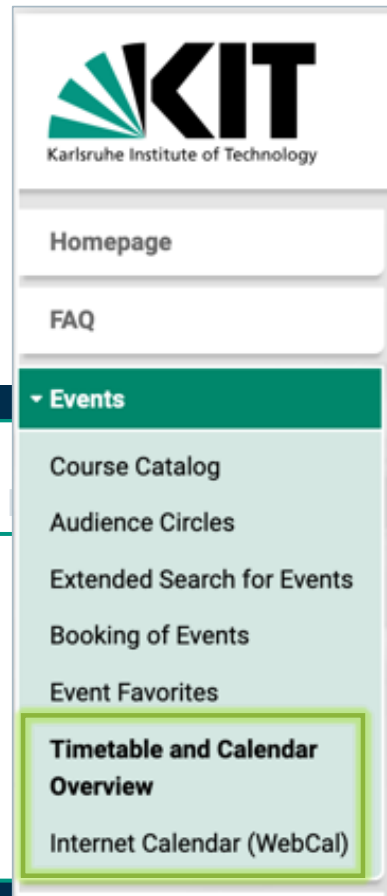 KIT
Karlsruhe Institute of Technology
Homepage
FAQ
Events
Course Catalog
Audience Circles
Extended Search for Events
Booking of Events
Event Favorites
Timetable and Calendar
Overview
Internet Calendar (WebCal)